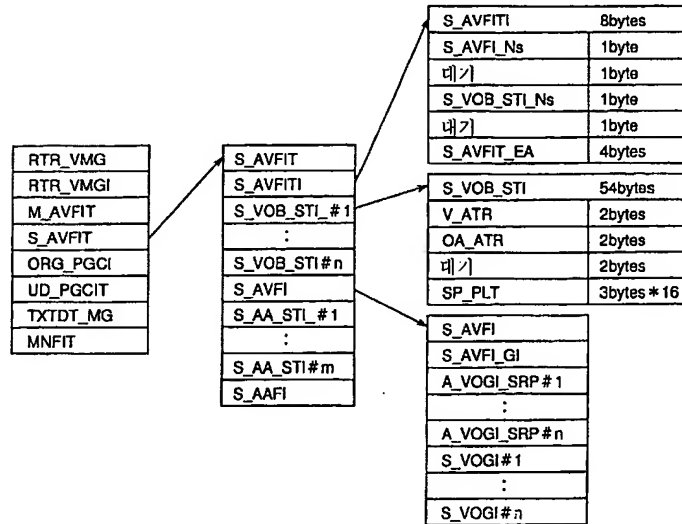 RTR_VMG
RTR_VMGI
M_AVFIT
S_AVFIT
ORG_PGCI
UD_PGCIT
TXTDT_MG
MNFIT
S_AVFIT
S_AVFITI
S_VOB_STI_#1
:
S_VOB_STI#n
S_AVFI
S_AA_STI_#1
:
S_AA_STI#m
S_AAFI
S_AVFITI 8bytes
S_AVFI_Ns 1byte
대기 1byte
S_VOB_STI_Ns 1byte
대기 1byte
S_AVFIT_EA 4bytes
S_VOB_STI 54bytes
V_ATR 2bytes
OA_ATR 2bytes
대기 2bytes
SP_PLT 3bytes*16
S_AVFI
S_AVFI_GI
A_VOGI_SRP#1
:
A_VOGI_SRP#n
S_VOGI#1
:
S_VOGI#n